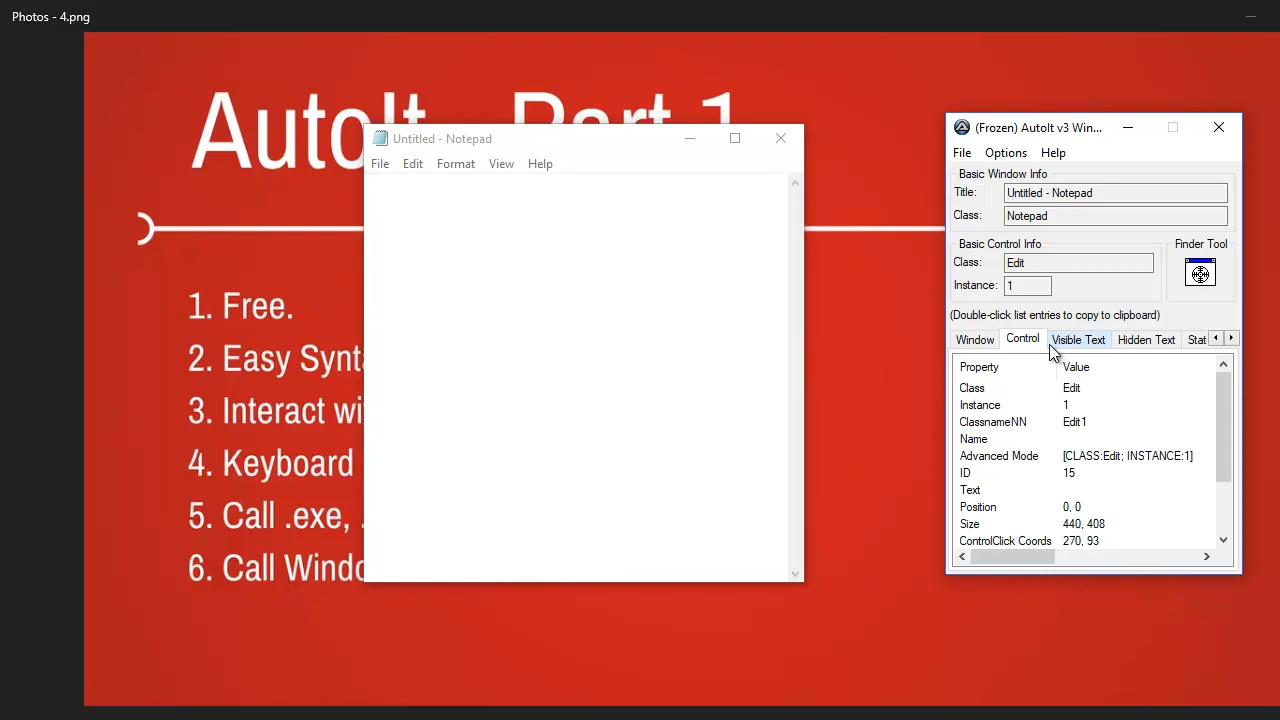 Photos - 4.png
AutoIt - Part 1
1. Free.
2. Easy Synt
3. Interact wi
4. Keyboard
5. Call .exe, .
6. Call Windo
Untitled - Notepad
File Edit Format View Help
(Frozen) AutoIt v3 Win...
File Options Help
Basic Window Info
Title: Untitled - Notepad
Class: Notepad
Basic Control Info
Finder Tool
Class: Edit
Instance: 1
(Double-click list entries to copy to clipboard)
Window Control Visible Text Hidden Text Stat
Property Value
Class Edit
Instance 1
ClassnameNN Edit1
Name
Advanced Mode [CLASS:Edit; INSTANCE:1]
ID 15
Text
Position 0, 0
Size 440, 408
ControlClick Coords 270, 93